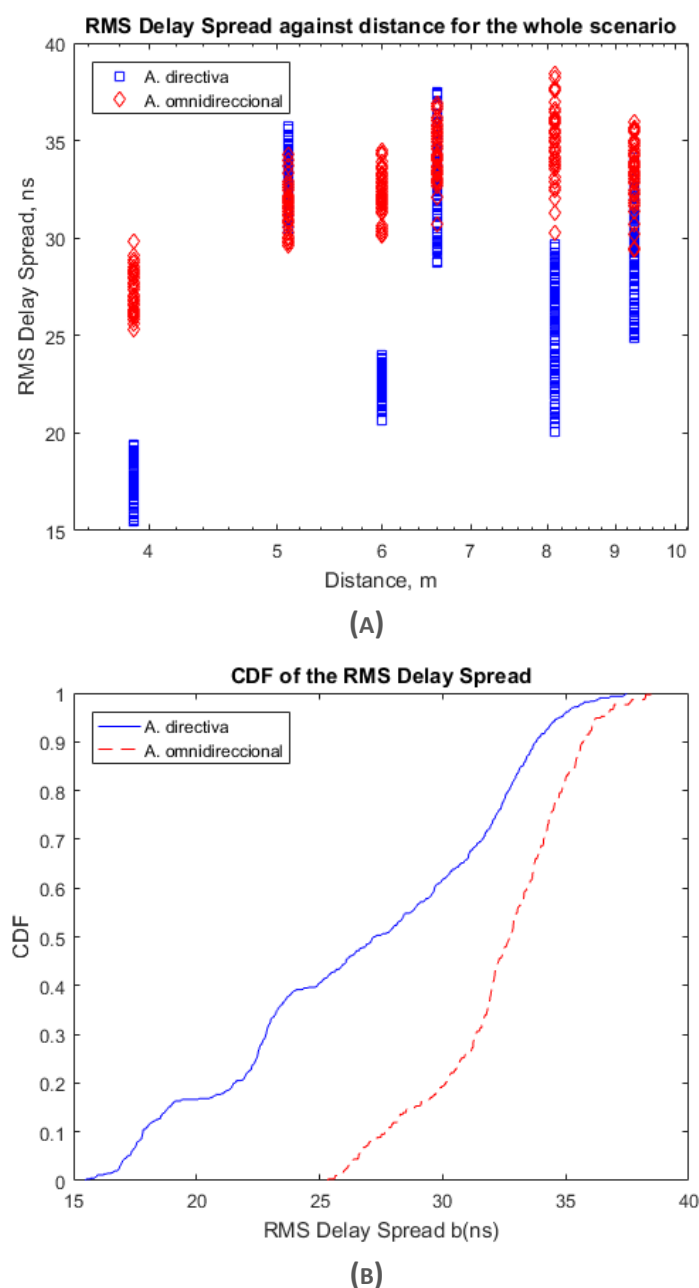 RMS Delay Spread against distance for the whole scenario
40
35
30
25
20
15
RMS Delay Spread, ns
A. directiva
A. omnidireccional
4 5 6 7 8 9 10
Distance, m
(A)
CDF of the RMS Delay Spread
1
0.9
0.8
0.7
0.6
0.5
0.4
0.3
0.2
0.1
0
CDF
A. directiva
A. omnidireccional
15 20 25 30 35 40
RMS Delay Spread b(ns)
(B)